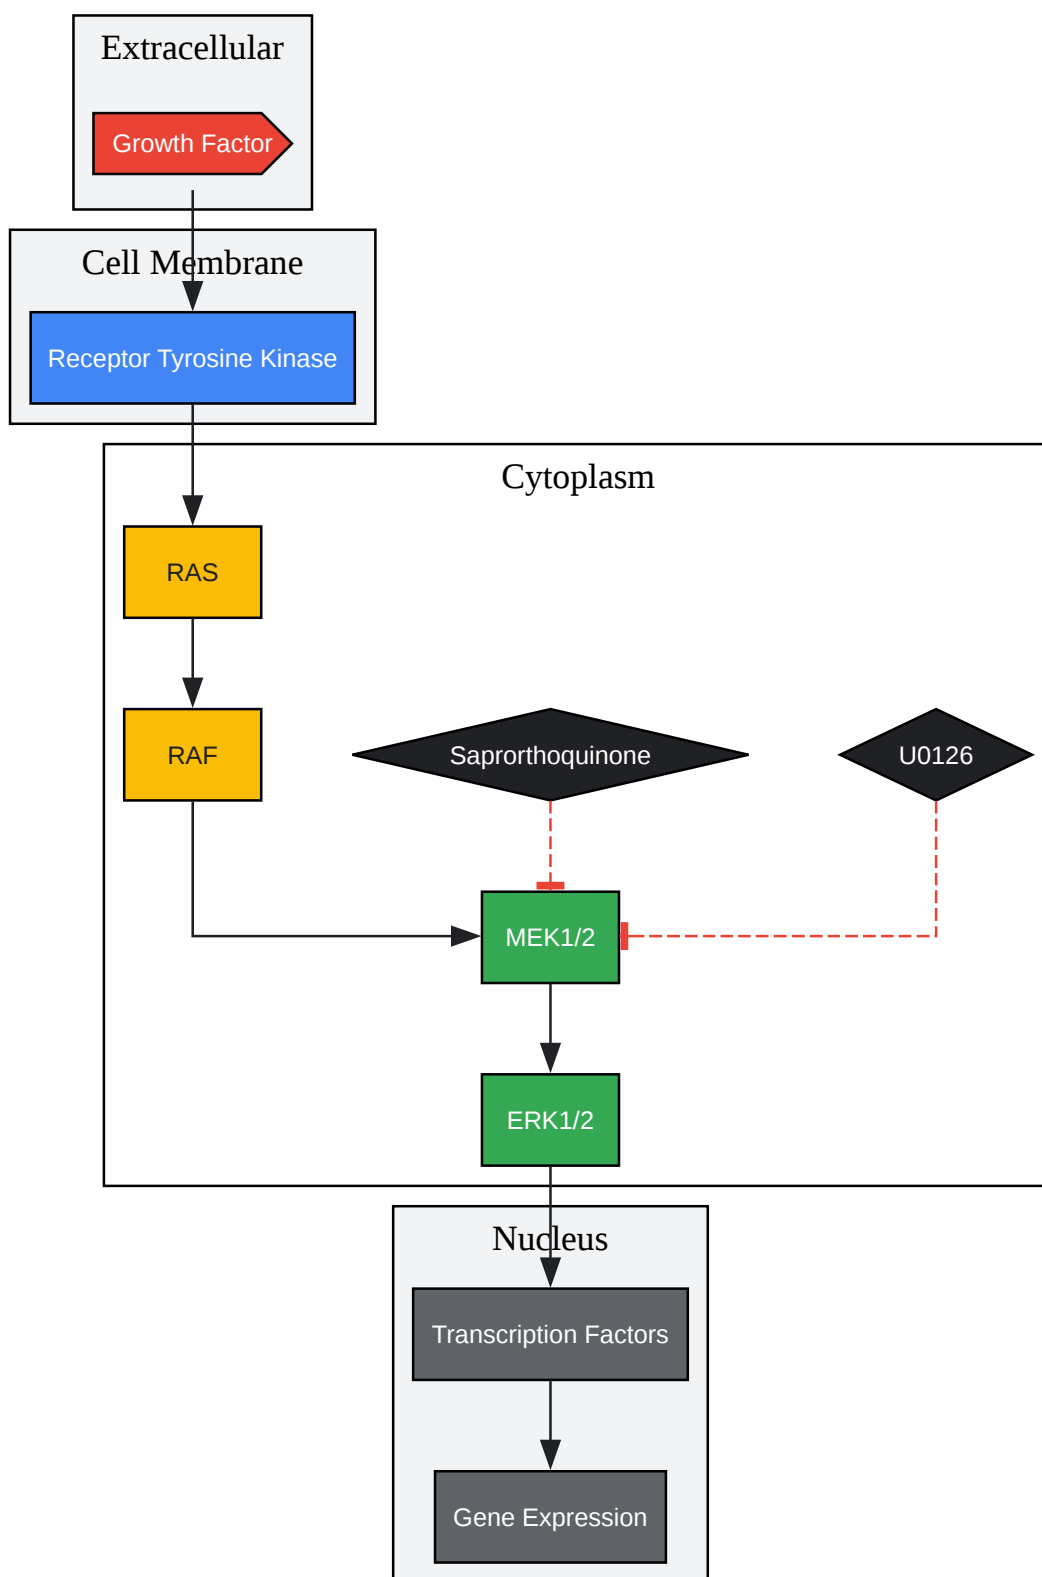 Extracellular
Growth Factor
Cell Membrane
Receptor Tyrosine Kinase
Cytoplasm
RAS
RAF
Saprorthoquinone
U0126
MEK1/2
ERK1/2
Nucleus
Transcription Factors
Gene Expression